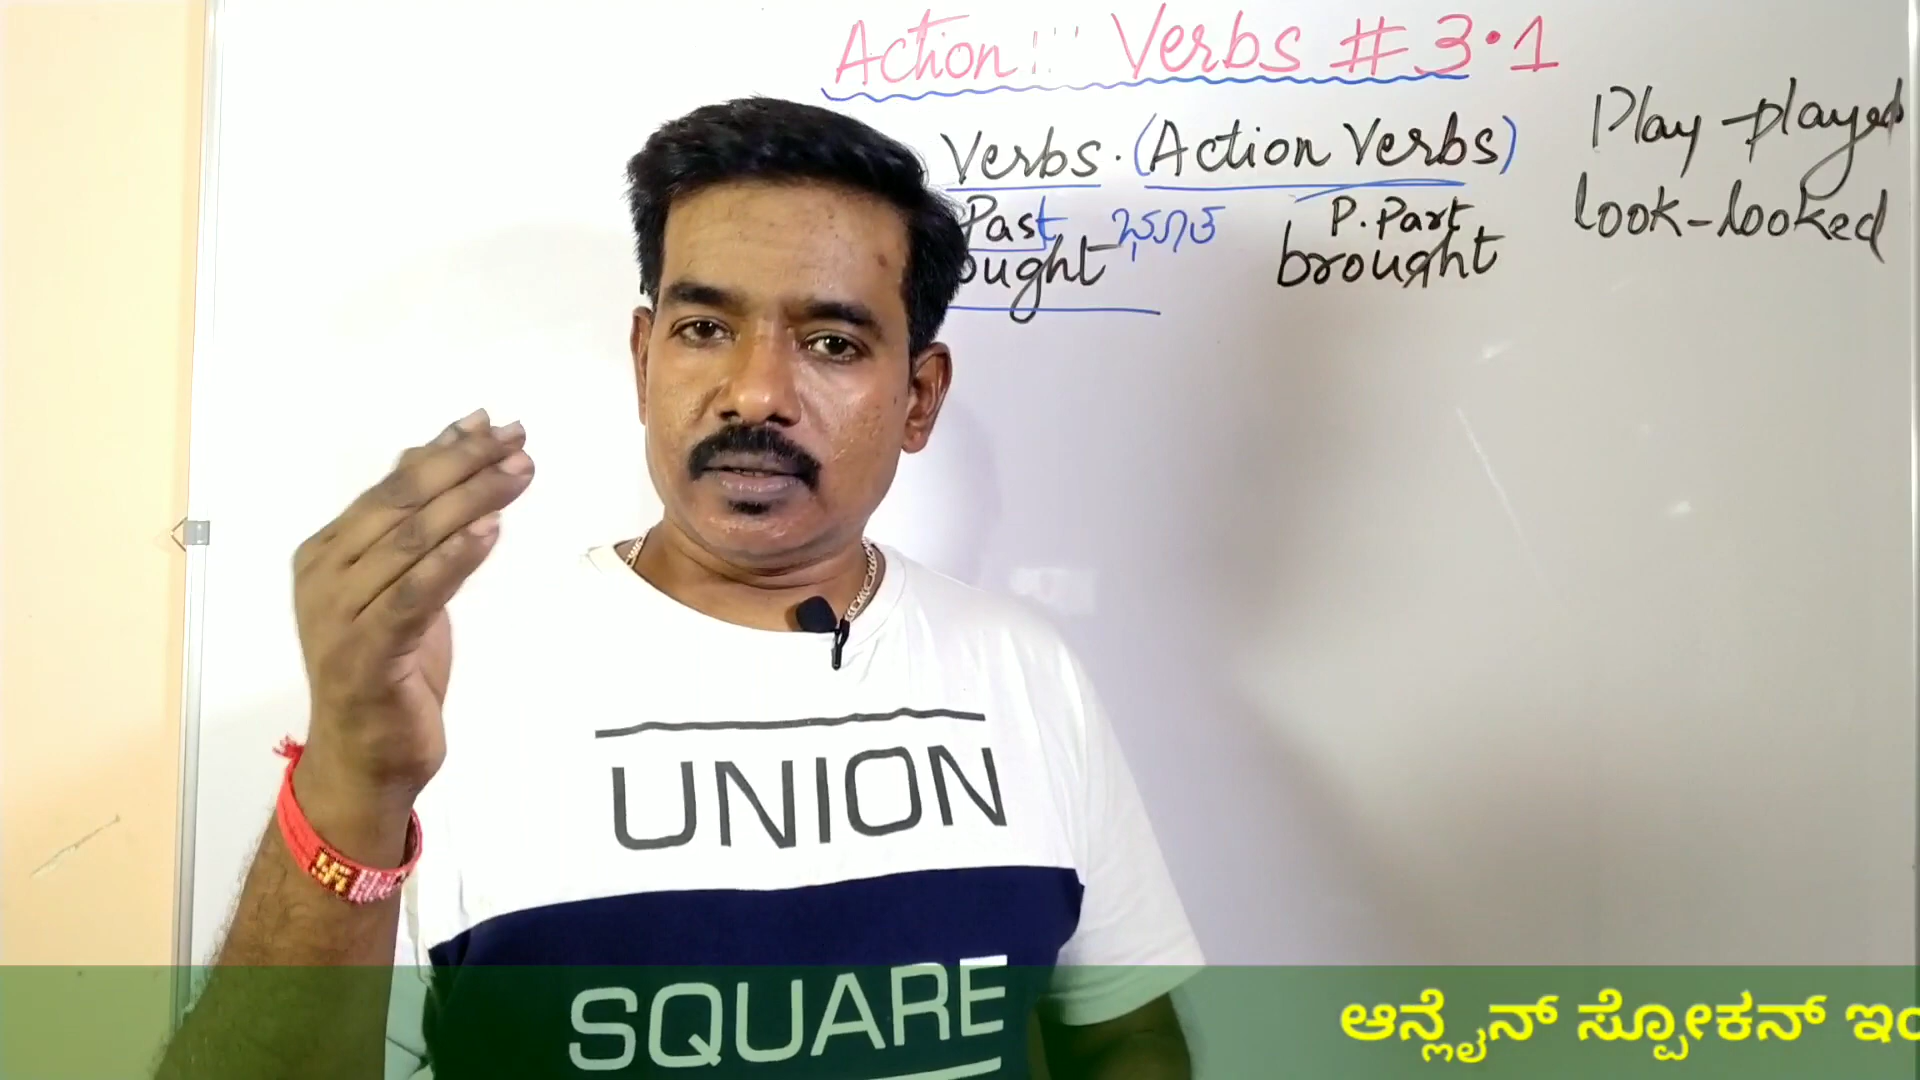 Action Verbs # 3.1
Verbs. (Action Verbs)
Play - played
Past ಭೂತ P. Part
look - looked
ought brought
UNION
SQUARE
ಆನ್ಲೈನ್ ಸ್ಪೋಕನ್ ಇಂ